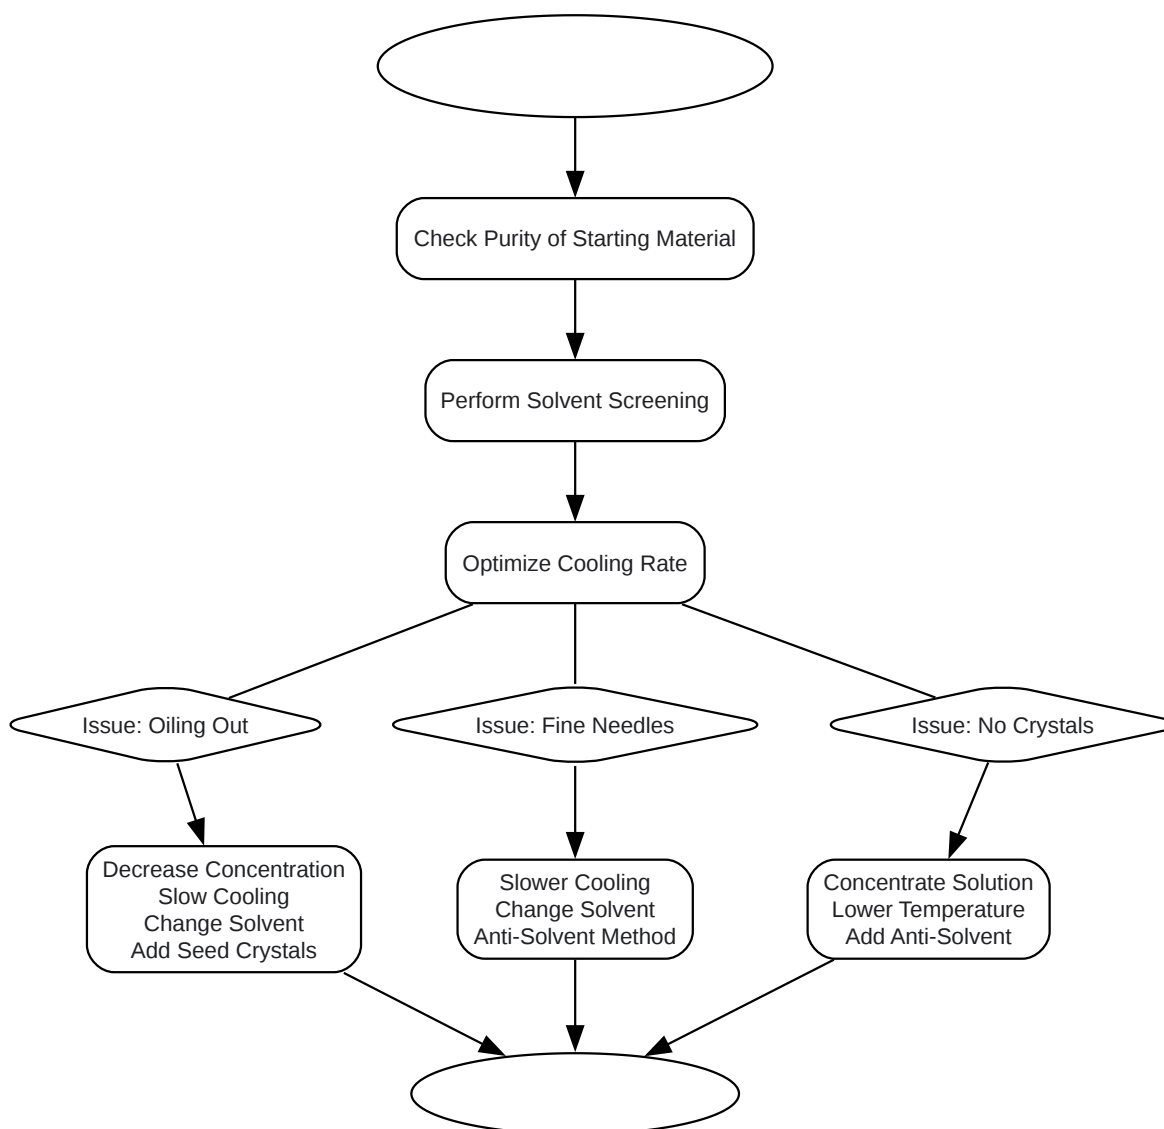 Check Purity of Starting Material
Perform Solvent Screening
Optimize Cooling Rate
Issue: Oiling Out
Issue: Fine Needles
Issue: No Crystals
Decrease Concentration
Slow Cooling
Change Solvent
Add Seed Crystals
Slower Cooling
Change Solvent
Anti-Solvent Method
Concentrate Solution
Lower Temperature
Add Anti-Solvent